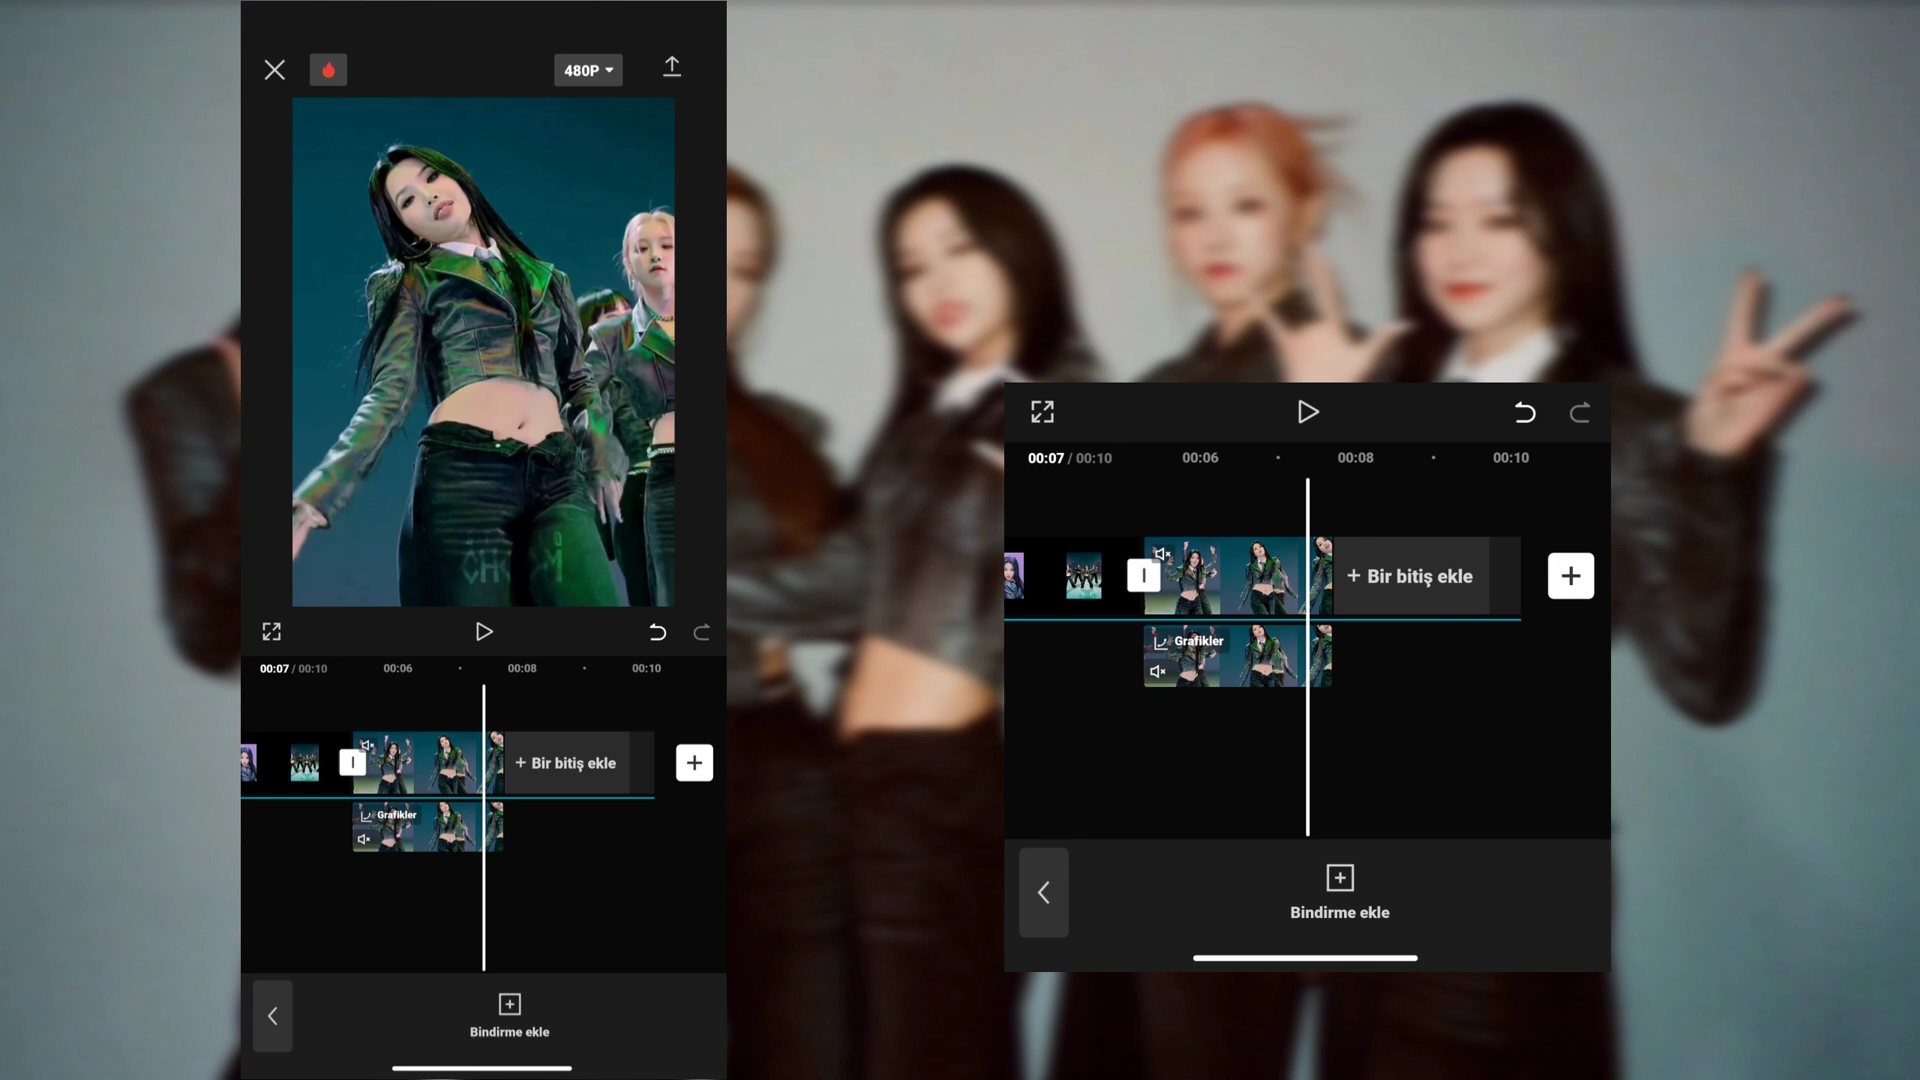 480P
00:07 / 00:10
00:06
00:08
00:10
+ Bir bitiş ekle
Grafikler
Bindirme ekle
00:07 / 00:10
00:06
00:08
00:10
+ Bir bitiş ekle
Grafikler
Bindirme ekle